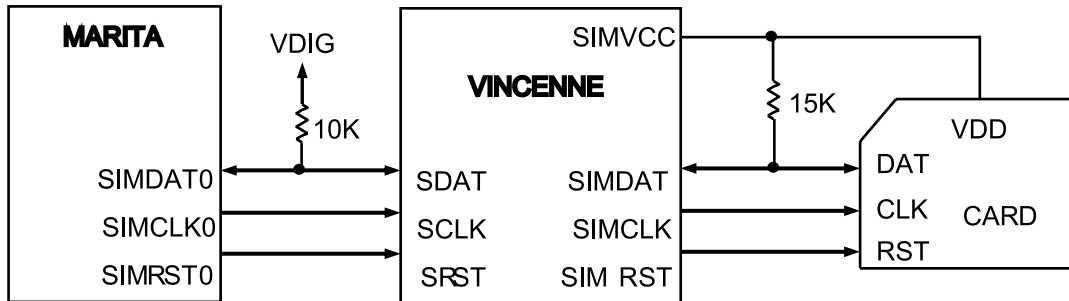 MARITA
VDIG
10K
SIMDAT0
SIMCLK0
SIMRST0
VINCENNE
SIMVCC
SDAT
SCLK
SRST
SIMDAT
SIMCLK
SIM RST
15K
VDD
DAT
CLK
RST
CARD